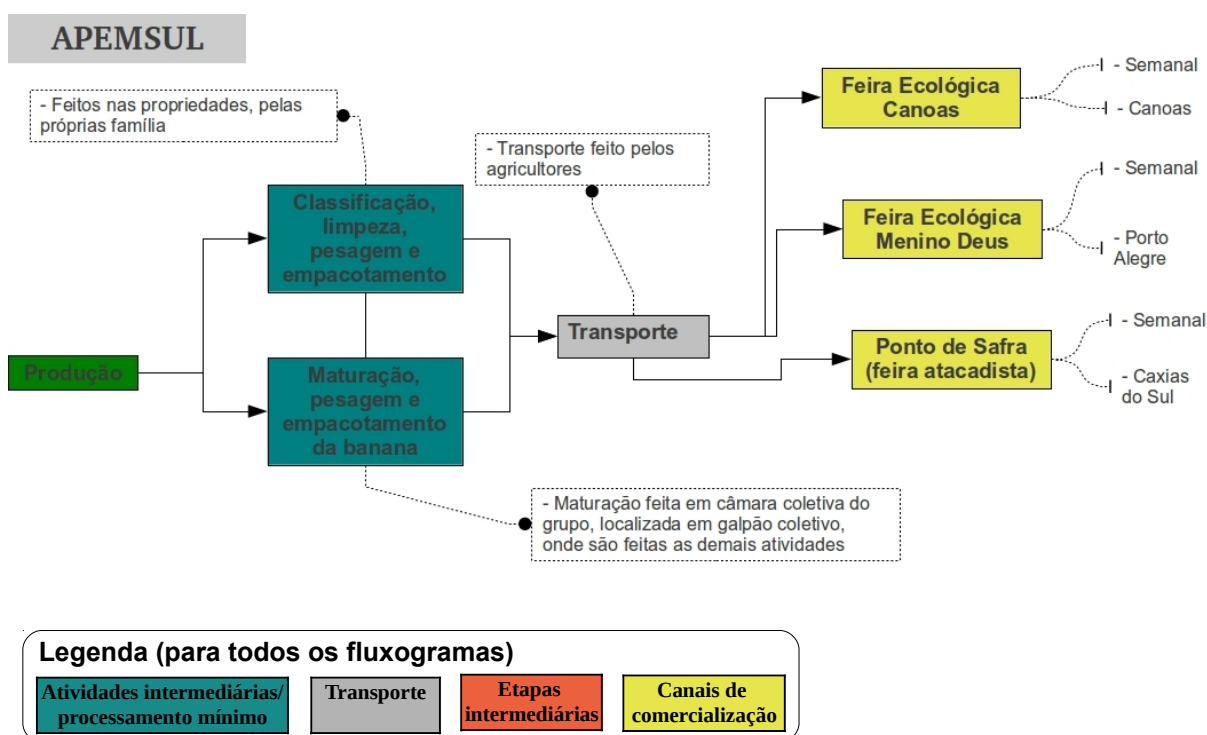 APEMSUL
- Feitos nas propriedades, pelas
próprias família
- Transporte feito pelos
agricultores
Feira Ecológica
Canoas
- Semanal
- Canoas
Classificação,
limpeza,
pesagem e
empacotamento
Feira Ecológica
Menino Deus
- Semanal
- Porto
Alegre
Produção
Transporte
Maturação,
pesagem e
empacotamento
da banana
Ponto de Safra
(feira atacadista)
- Semanal
- Caxias
do Sul
- Maturação feita em câmara coletiva do
grupo, localizada em galpão coletivo,
onde são feitas as demais atividades
Legenda (para todos os fluxogramas)
Atividades intermediárias/
processamento mínimo
Transporte
Etapas
intermediárias
Canais de
comercialização